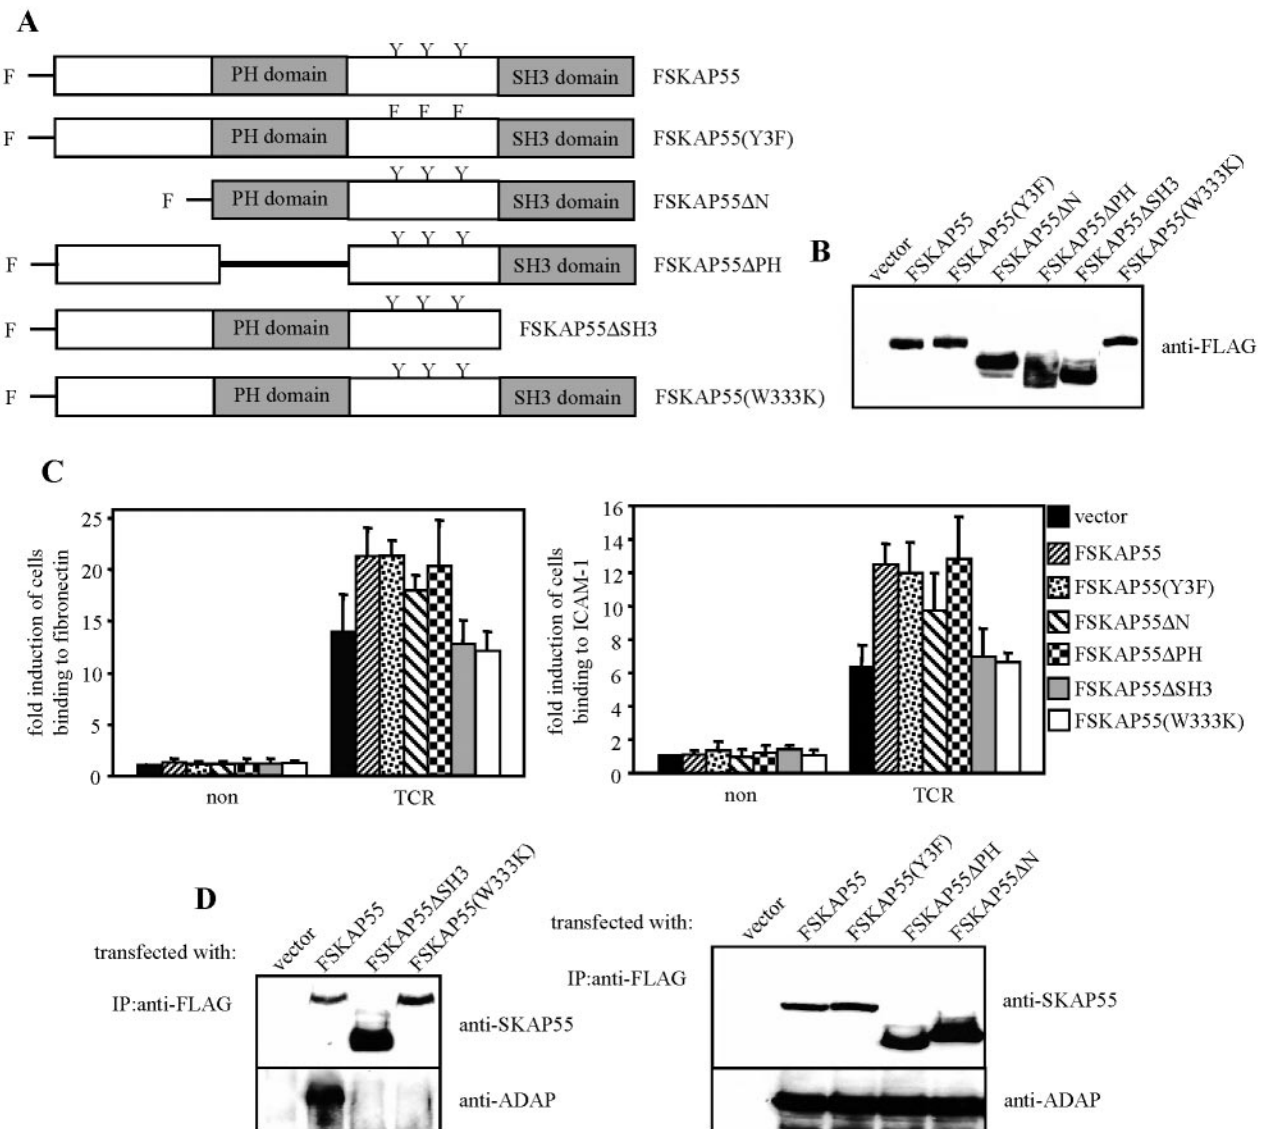 A
Y Y Y
F PH domain SH3 domain FSKAP55
F F F
F PH domain SH3 domain FSKAP55(Y3F)
Y Y Y
F PH domain SH3 domain FSKAP55ΔN
Y Y Y
F SH3 domain FSKAP55ΔPH
Y Y Y
F PH domain FSKAP55ΔSH3
Y Y Y
F PH domain SH3 domain FSKAP55(W333K)
B
vector
FSKAP55
FSKAP55(Y3F)
FSKAP55ΔN
FSKAP55ΔPH
FSKAP55ΔSH3
FSKAP55(W333K)
anti-FLAG
C
fold induction of cells
binding to fibronectin
25
20
15
10
5
0
non TCR
fold induction of cells
binding to ICAM-1
16
14
12
10
8
6
4
2
0
non TCR
vector
FSKAP55
FSKAP55(Y3F)
FSKAP55ΔN
FSKAP55ΔPH
FSKAP55ΔSH3
FSKAP55(W333K)
D
transfected with:
vector
FSKAP55
FSKAP55ΔSH3
FSKAP55(W333K)
IP:anti-FLAG
anti-SKAP55
anti-ADAP
transfected with:
vector
FSKAP55
FSKAP55(Y3F)
FSKAP55ΔPH
FSKAP55ΔN
IP:anti-FLAG
anti-SKAP55
anti-ADAP